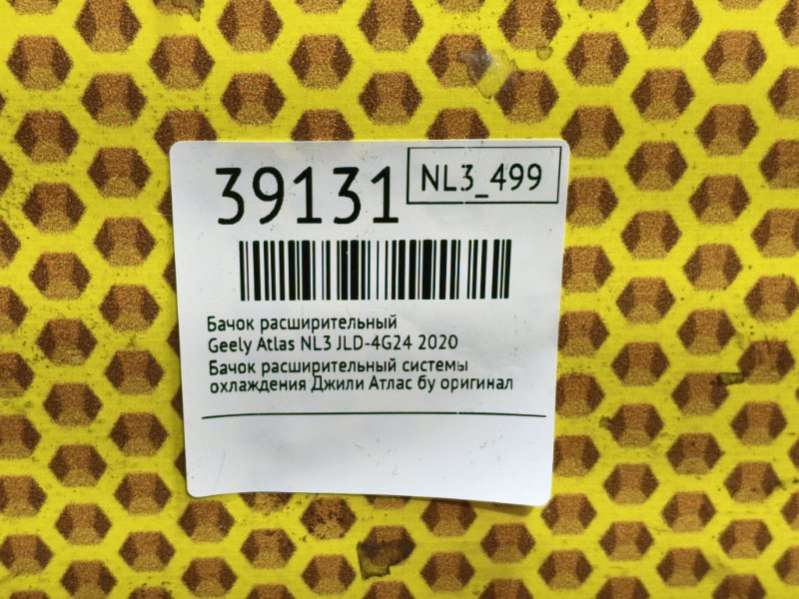 39131
NL3_499
Бачок расширительный
Geely Atlas NL3 JLD-4G24 2020
Бачок расширительный системы
охлаждения Джили Атлас бу оригинал